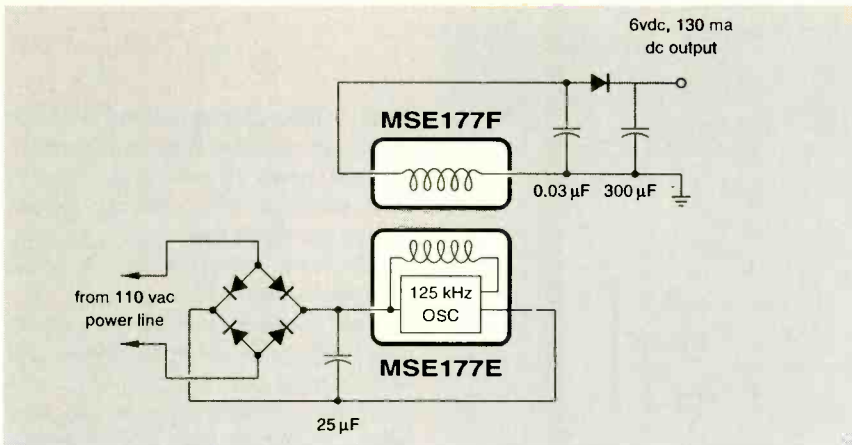 6vdc, 130 ma
dc output
MSE177F
0.03 µF
300 µF
from 110 vac
power line
125 kHz
OSC
MSE177E
25 µF